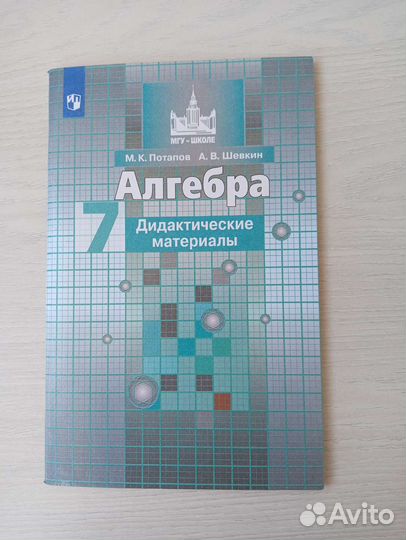 МГУ – ШКОЛЕ
М. К. Потапов А. В. Шевкин
Алгебра
7
Дидактические
материалы
Avito